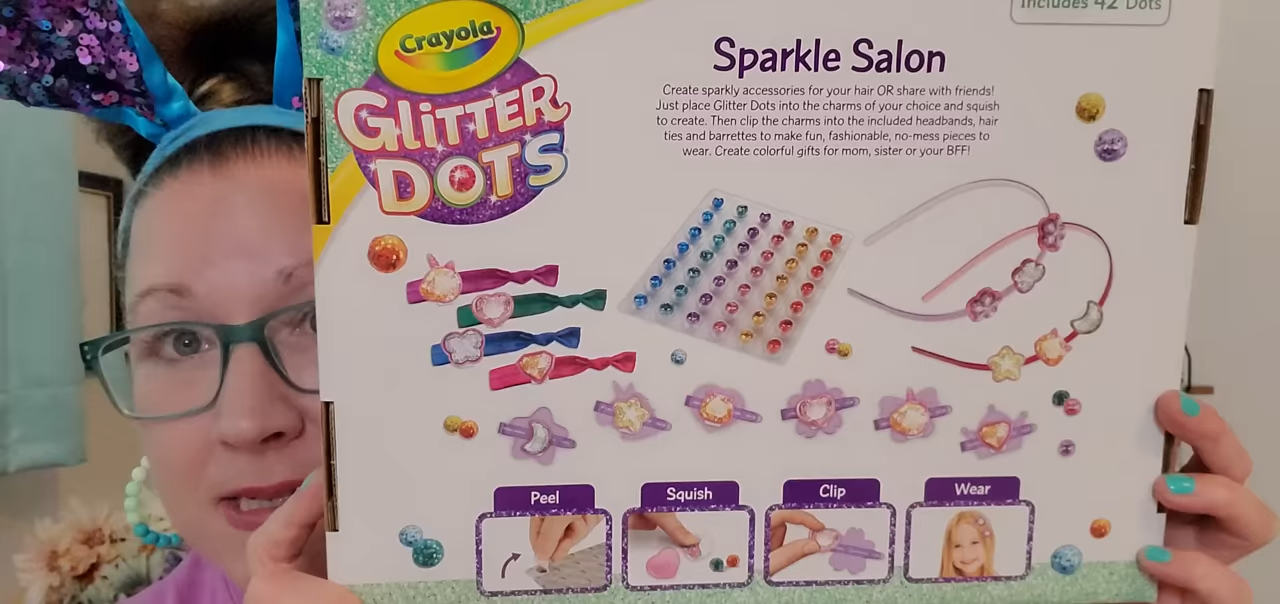 Includes 42 Dots
Crayola
GLITTER
DOTS
Sparkle Salon
Create sparkly accessories for your hair OR share with friends!
Just place Glitter Dots into the charms of your choice and squish
to create. Then clip the charms into the included headbands, hair
ties and barrettes to make fun, fashionable, no-mess pieces to
wear. Create colorful gifts for mom, sister or your BFF!
Peel
Squish
Clip
Wear